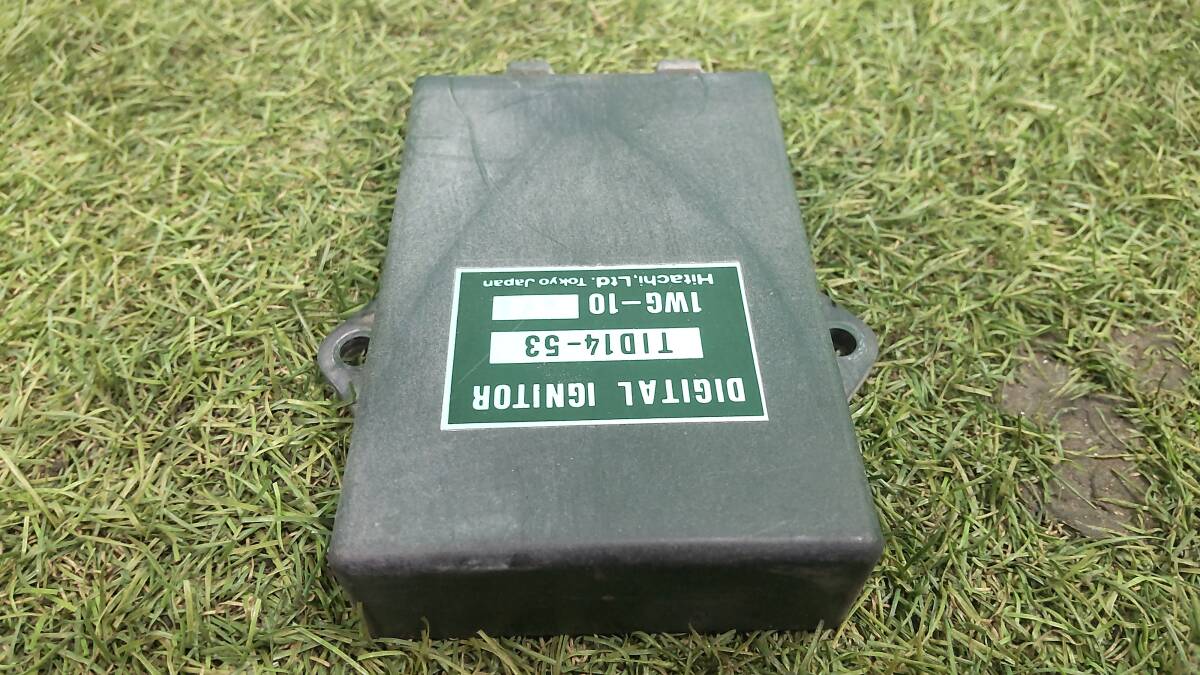 DIGITAL IGNITOR
TID14-53
1WG-10
Hitachi,Ltd. Tokyo Japan